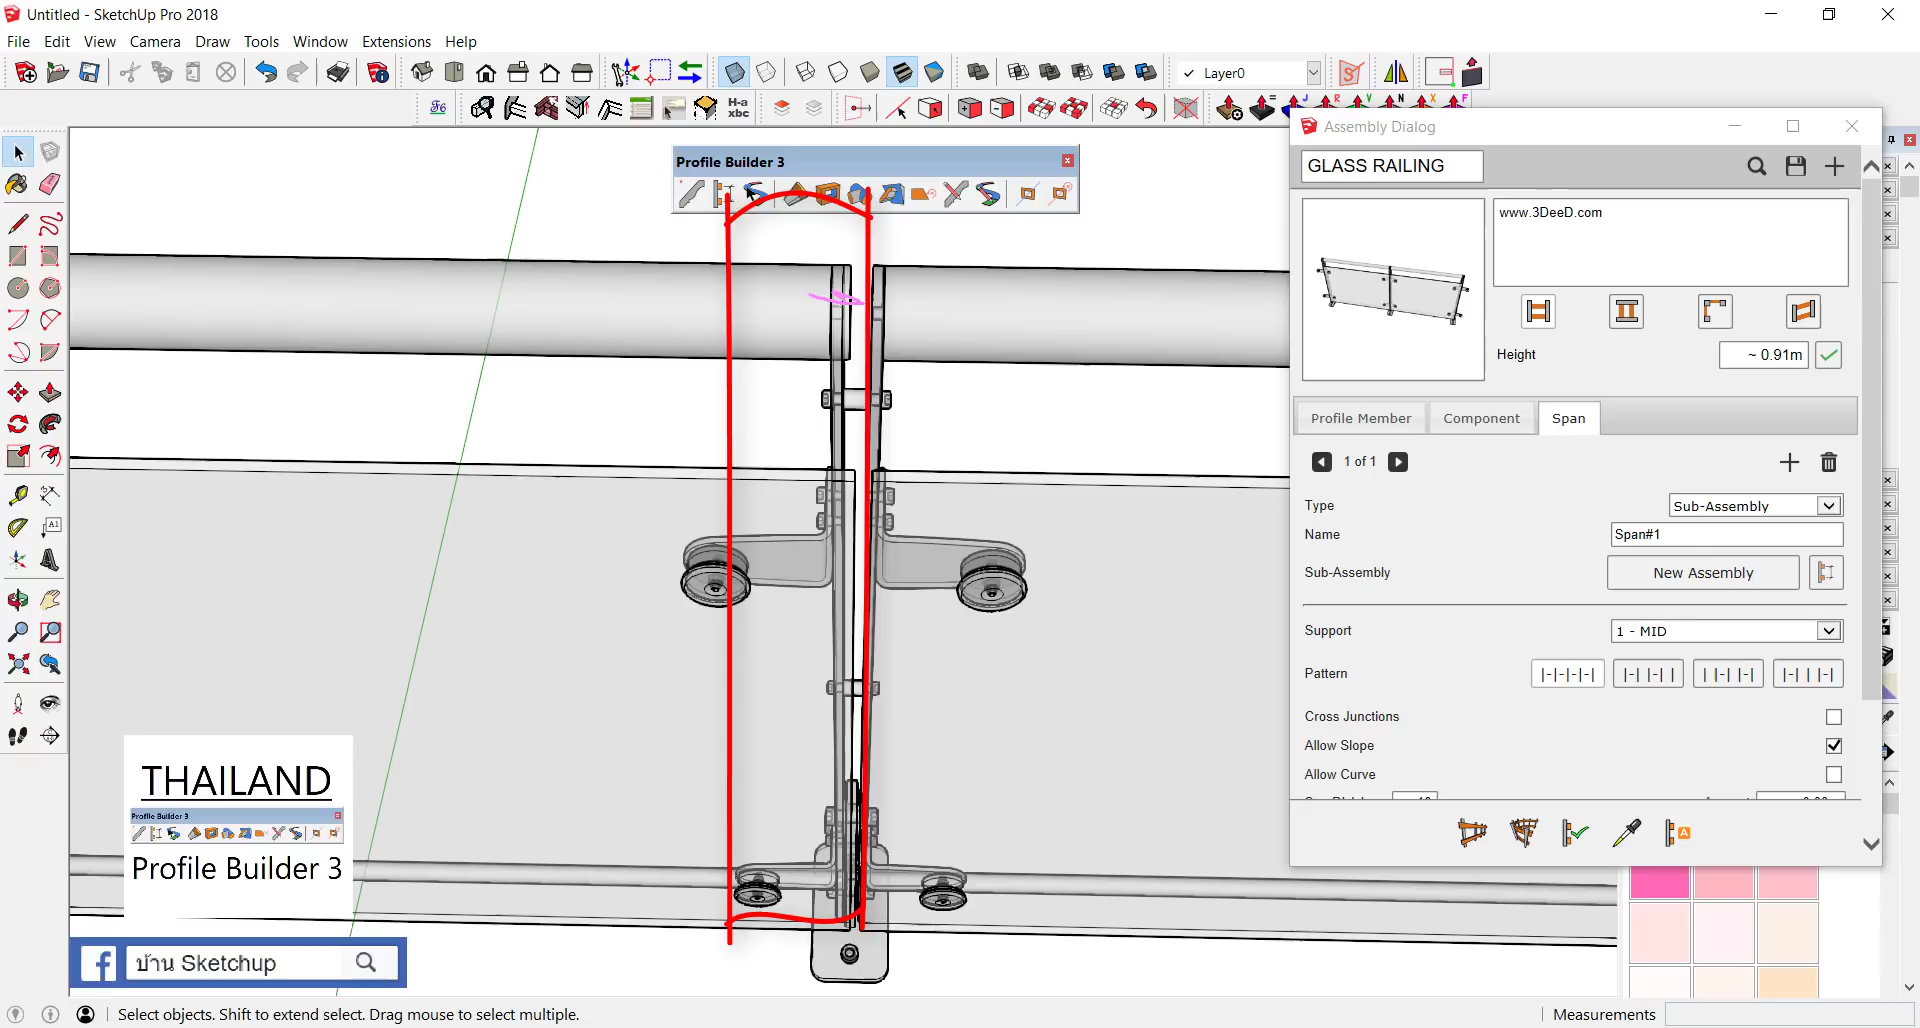 Untitled - SketchUp Pro 2018
File Edit View Camera Draw Tools Window Extensions Help
Layer0
H-a
xbc
J R V N X F
A1
Profile Builder 3
Assembly Dialog
GLASS RAILING
www.3DeeD.com
Height ~ 0.91m
Profile Member Component Span
1 of 1
Type Sub-Assembly
Name Span#1
Sub-Assembly New Assembly
Support 1 - MID
Pattern |-|-|-|-| |-| |-| | | |-| |-| |-| | |-|
Cross Junctions
Allow Slope
Allow Curve
A
THAILAND
Profile Builder 3
Profile Builder 3
f บ้าน Sketchup
Select objects. Shift to extend select. Drag mouse to select multiple.
Measurements